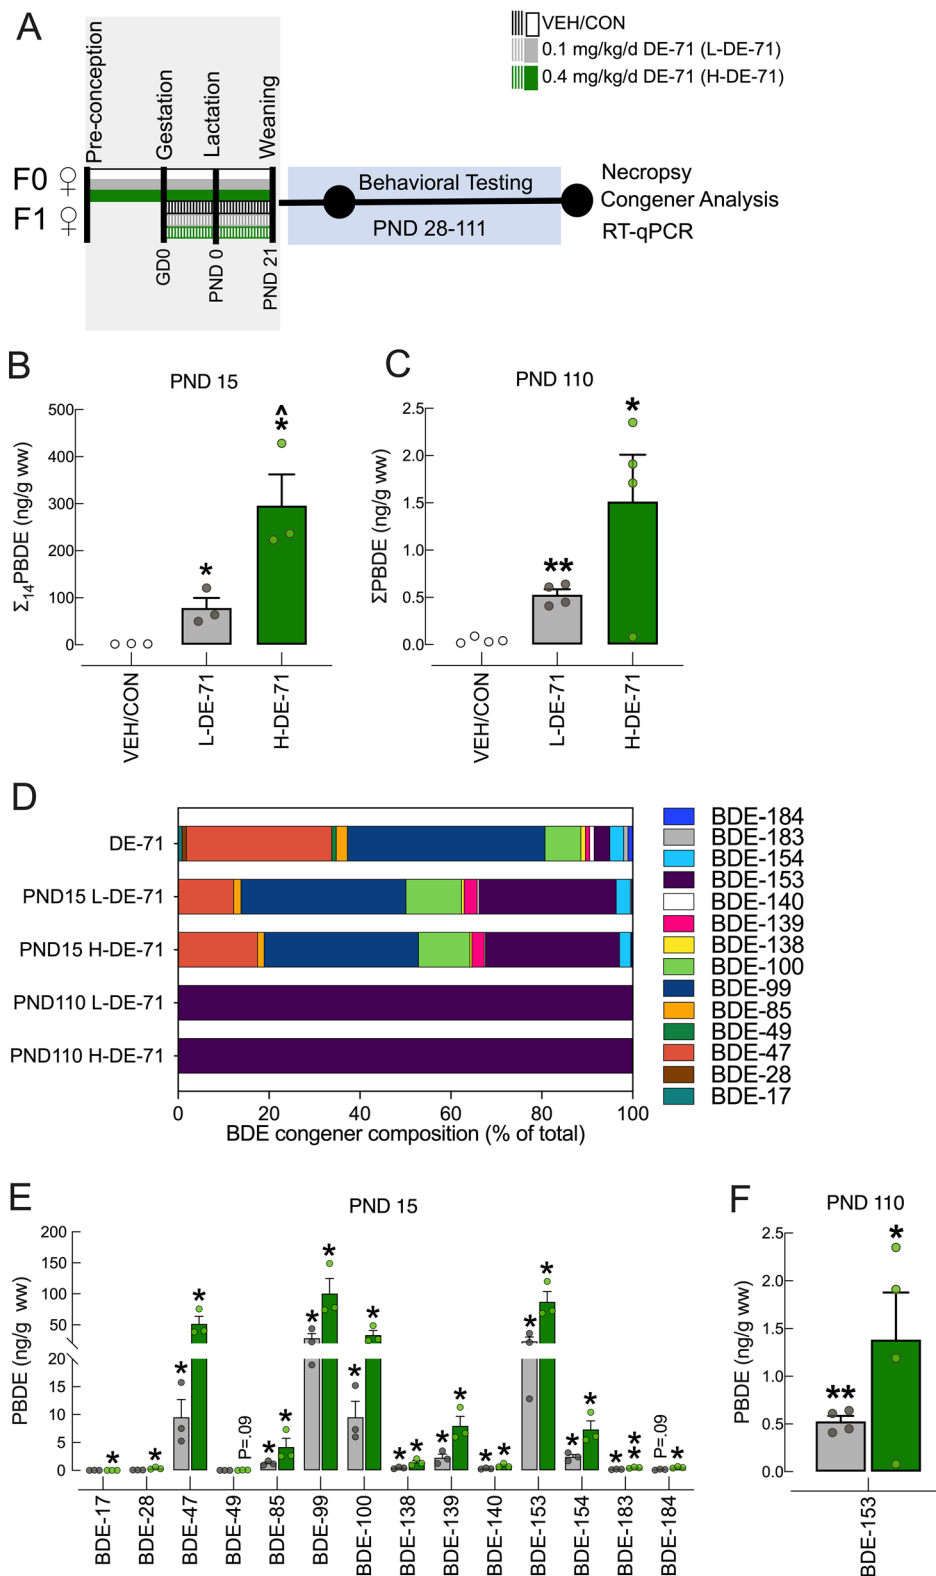 A
VEH/CON
0.1 mg/kg/d DE-71 (L-DE-71)
0.4 mg/kg/d DE-71 (H-DE-71)
Pre-conception
Gestation
Lactation
Weaning
F0 ♀
F1 ♀
GD0
PND 0
PND 21
Behavioral Testing
PND 28-111
Necropsy
Congener Analysis
RT-qPCR
B
PND 15
Σ14PBDE (ng/g ww)
500
400
300
200
100
0
*
^
*
VEH/CON
L-DE-71
H-DE-71
C
PND 110
ΣPBDE (ng/g ww)
2.5
2.0
1.5
1.0
0.5
0.0
**
*
VEH/CON
L-DE-71
H-DE-71
D
DE-71
PND15 L-DE-71
PND15 H-DE-71
PND110 L-DE-71
PND110 H-DE-71
0 20 40 60 80 100
BDE congener composition (% of total)
BDE-184
BDE-183
BDE-154
BDE-153
BDE-140
BDE-139
BDE-138
BDE-100
BDE-99
BDE-85
BDE-49
BDE-47
BDE-28
BDE-17
E
PND 15
PBDE (ng/g ww)
200
150
100
50
20
15
10
5
0
* * * * P=.09 * * * * * * * * * * * * * * * * * * ** P=.09 *
BDE-17
BDE-28
BDE-47
BDE-49
BDE-85
BDE-99
BDE-100
BDE-138
BDE-139
BDE-140
BDE-153
BDE-154
BDE-183
BDE-184
F
PND 110
PBDE (ng/g ww)
2.5
2.0
1.5
1.0
0.5
0.0
**
*
BDE-153